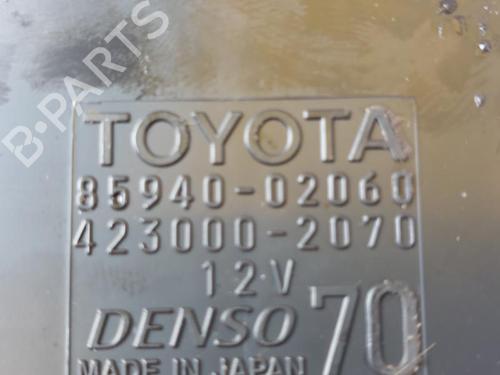 B-PARTS
TOYOTA
85940-02060
423000-2070
12V
DENSO 70
MADE IN JAPAN